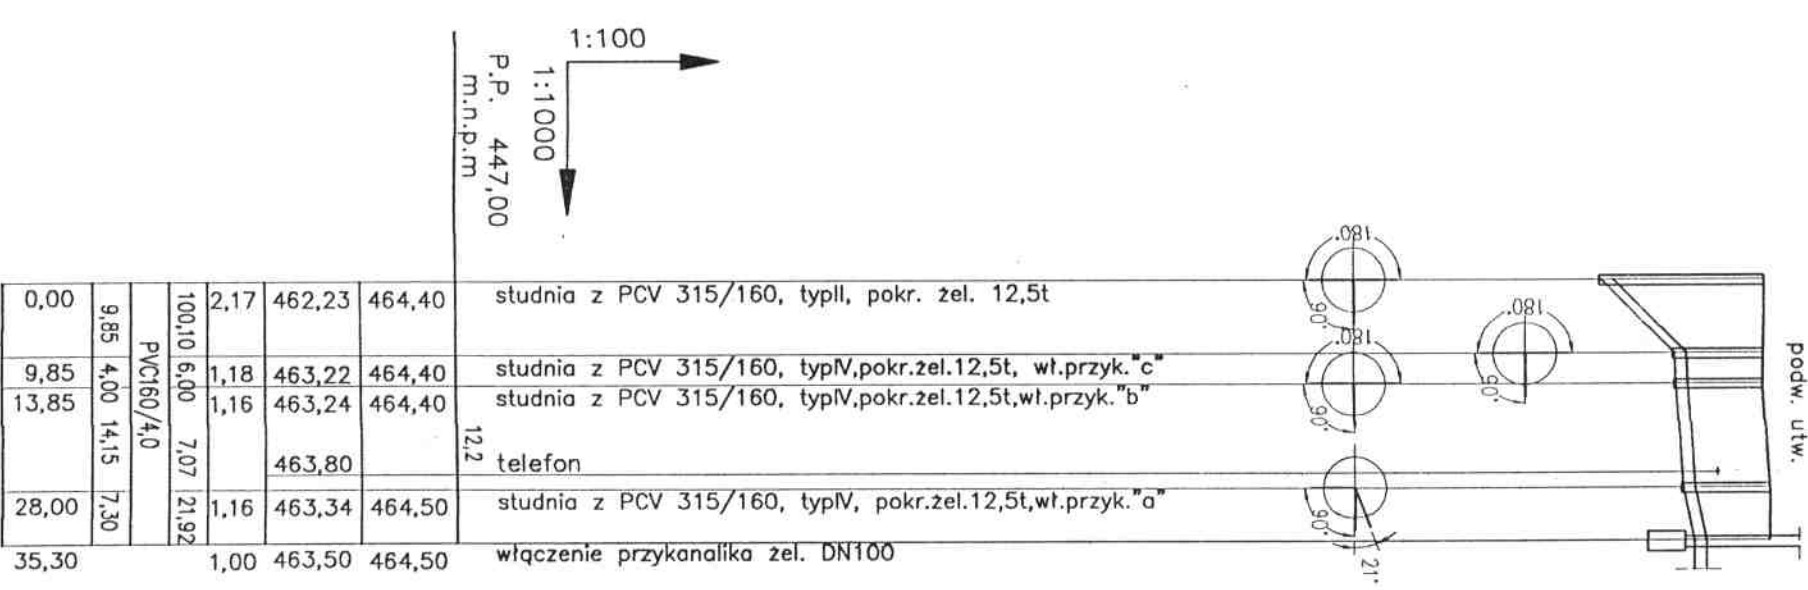 1:100
1:1000
P.P. 447,00
m.n.p.m
0,00 9,85 PVC160/4,0 100,10 2,17 462,23 464,40 studnia z PCV 315/160, typII, pokr. żel. 12,5t
9,85 4,00 6,00 1,18 463,22 464,40 studnia z PCV 315/160, typIV,pokr.żel.12,5t, wł.przyk."c"
13,85 14,15 7,07 1,16 463,24 464,40 studnia z PCV 315/160, typIV,pokr.żel.12,5t,wł.przyk."b"
463,80 12,2 telefon
28,00 7,30 21,92 1,16 463,34 464,50 studnia z PCV 315/160, typIV, pokr.żel.12,5t,wł.przyk."a"
35,30 1,00 463,50 464,50 włączenie przykanalika żel. DN100
180°
90°
180°
90°
180°
90°
90°
21°
podw. utw.